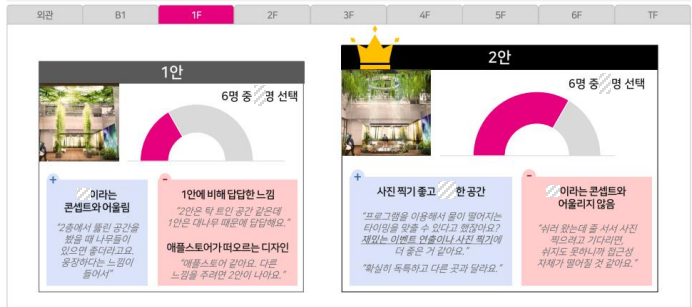 외관 B1 1F 2F 3F 4F 5F 6F TF
1안
6명 중 명 선택
+
이라는
콘셉트와 어울림
"2층에서 뚫린 공간을
봤을 때 나무들이
있으면 좋더라고요.
웅장하다는 느낌이
들어서"
-
1안에 비해 답답한 느낌
"2안은 탁 트인 공간 같은데
1안은 대나무 때문에 답답해요."
애플스토어가 떠오르는 디자인
"애플스토어 같아요. 다른
느낌을 주려면 2안이 나아요."
2안
6명 중 명 선택
+
사진 찍기 좋고 한 공간
"프로그램을 이용해서 물이 떨어지는
타이밍을 맞출 수 있다고 했잖아요?
재밌는 이벤트 연출이나 사진 찍기에
더 좋은 거 같아요."
"확실히 독특하고 다른 곳과 달라요."
-
이라는 콘셉트와
어울리지 않음
"쉬러 왔는데 줄 서서 사진
찍으려고 기다리면,
쉬지도 못하니까 접근성
자체가 떨어질 것 같아요."